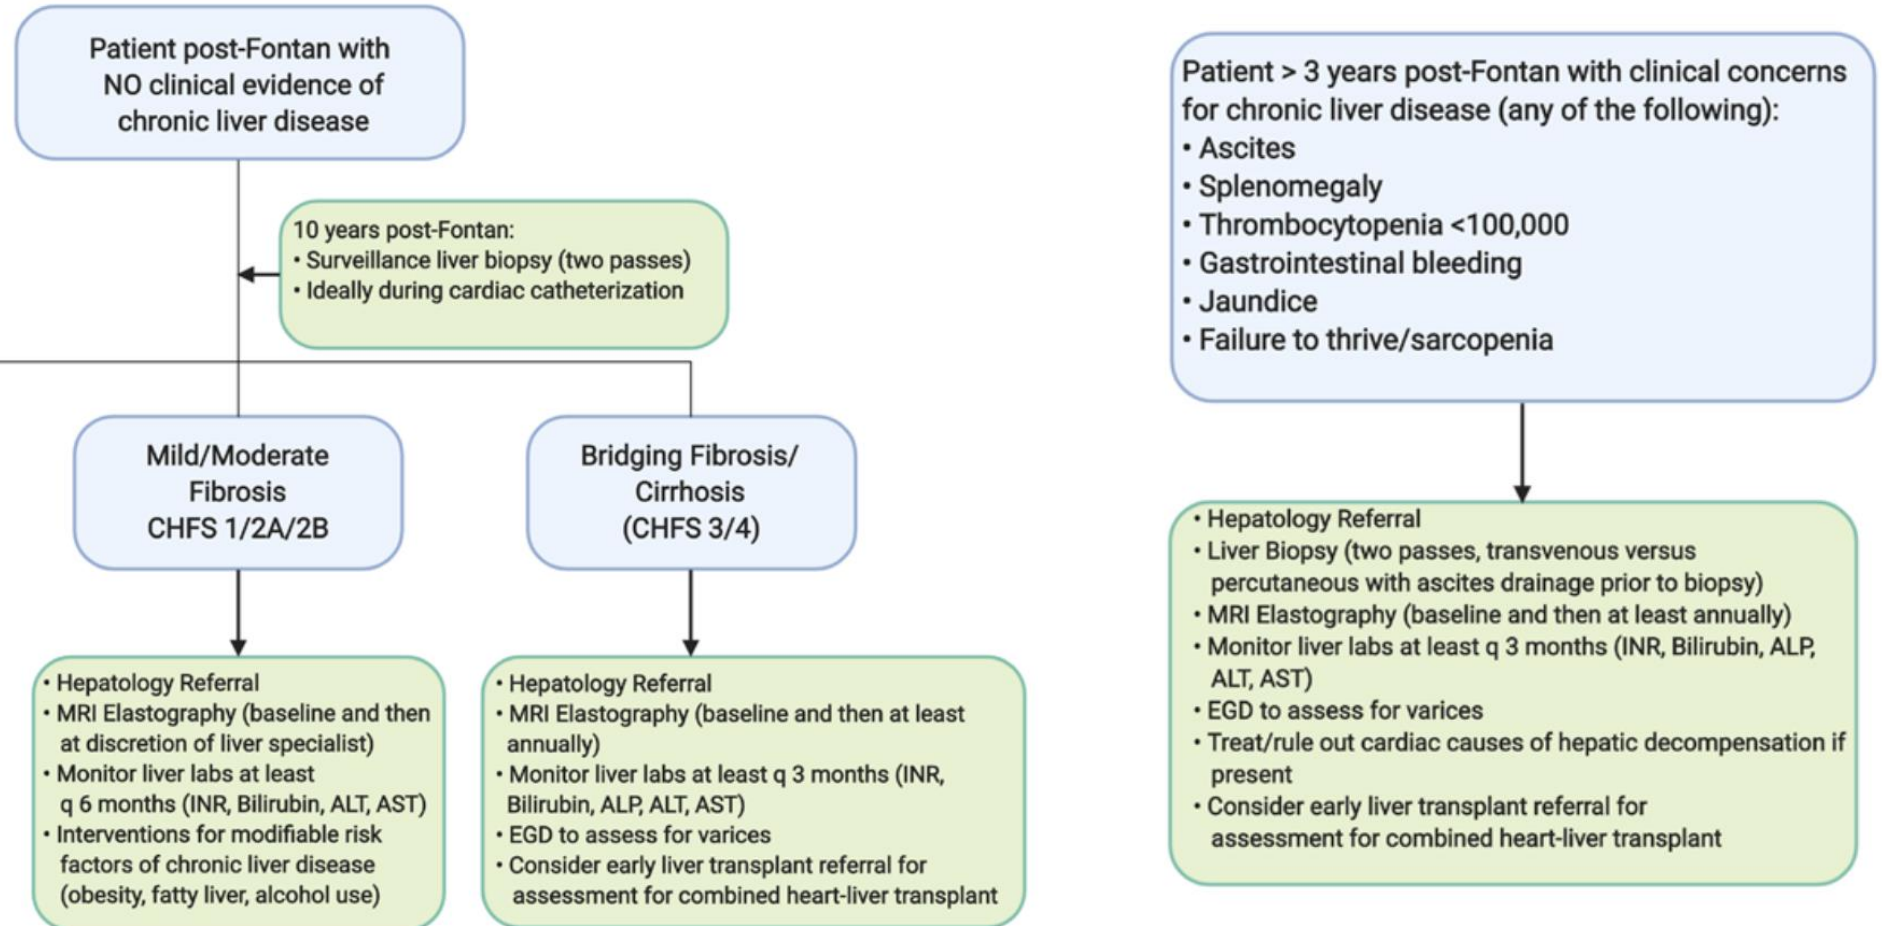 Patient post-Fontan with
NO clinical evidence of
chronic liver disease
10 years post-Fontan:
• Surveillance liver biopsy (two passes)
• Ideally during cardiac catheterization
Mild/Moderate
Fibrosis
CHFS 1/2A/2B
Bridging Fibrosis/
Cirrhosis
(CHFS 3/4)
• Hepatology Referral
• MRI Elastography (baseline and then
at discretion of liver specialist)
• Monitor liver labs at least
q 6 months (INR, Bilirubin, ALT, AST)
• Interventions for modifiable risk
factors of chronic liver disease
(obesity, fatty liver, alcohol use)
• Hepatology Referral
• MRI Elastography (baseline and then at least
annually)
• Monitor liver labs at least q 3 months (INR,
Bilirubin, ALP, ALT, AST)
• EGD to assess for varices
• Consider early liver transplant referral for
assessment for combined heart-liver transplant
Patient > 3 years post-Fontan with clinical concerns
for chronic liver disease (any of the following):
• Ascites
• Splenomegaly
• Thrombocytopenia <100,000
• Gastrointestinal bleeding
• Jaundice
• Failure to thrive/sarcopenia
• Hepatology Referral
• Liver Biopsy (two passes, transvenous versus
percutaneous with ascites drainage prior to biopsy)
• MRI Elastography (baseline and then at least annually)
• Monitor liver labs at least q 3 months (INR, Bilirubin, ALP,
ALT, AST)
• EGD to assess for varices
• Treat/rule out cardiac causes of hepatic decompensation if
present
• Consider early liver transplant referral for
assessment for combined heart-liver transplant